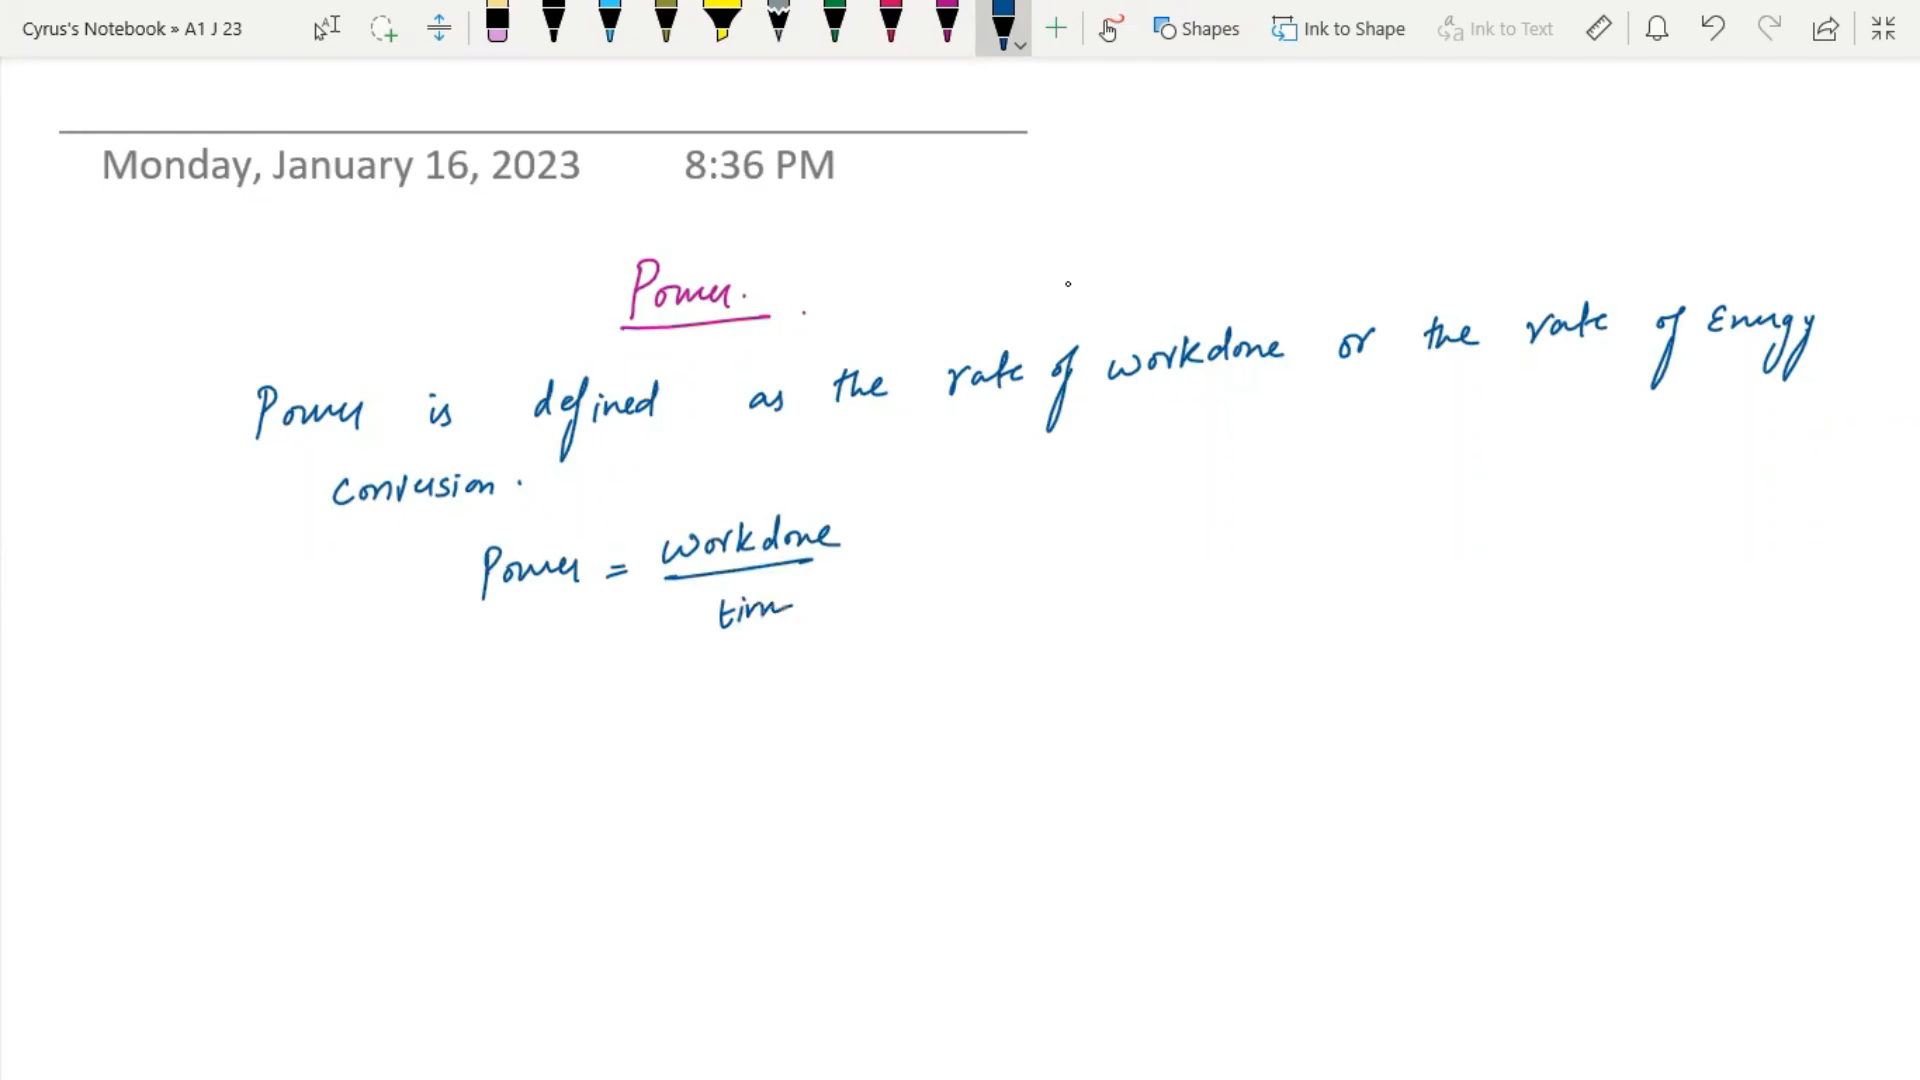 Cyrus's Notebook » A1 J 23
Shapes
Ink to Shape
Ink to Text
Monday, January 16, 2023 8:36 PM
Power.
Power is defined as the rate of workdone or the rate of Energy
conversion.
Power = workdone
time